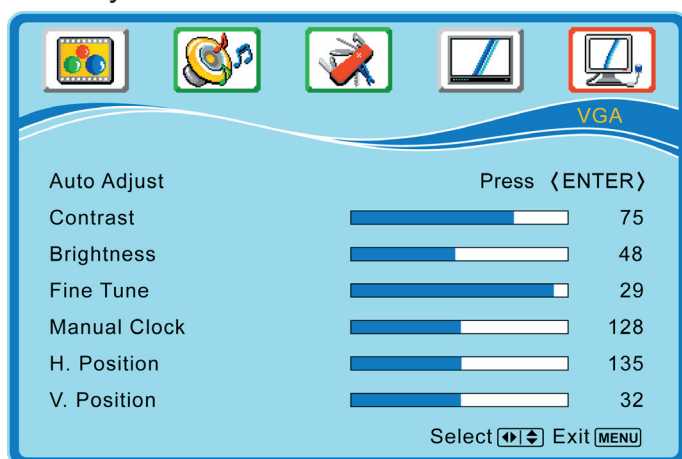 VGA
Auto Adjust Press 〈ENTER〉
Contrast 75
Brightness 48
Fine Tune 29
Manual Clock 128
H. Position 135
V. Position 32
Select Exit MENU